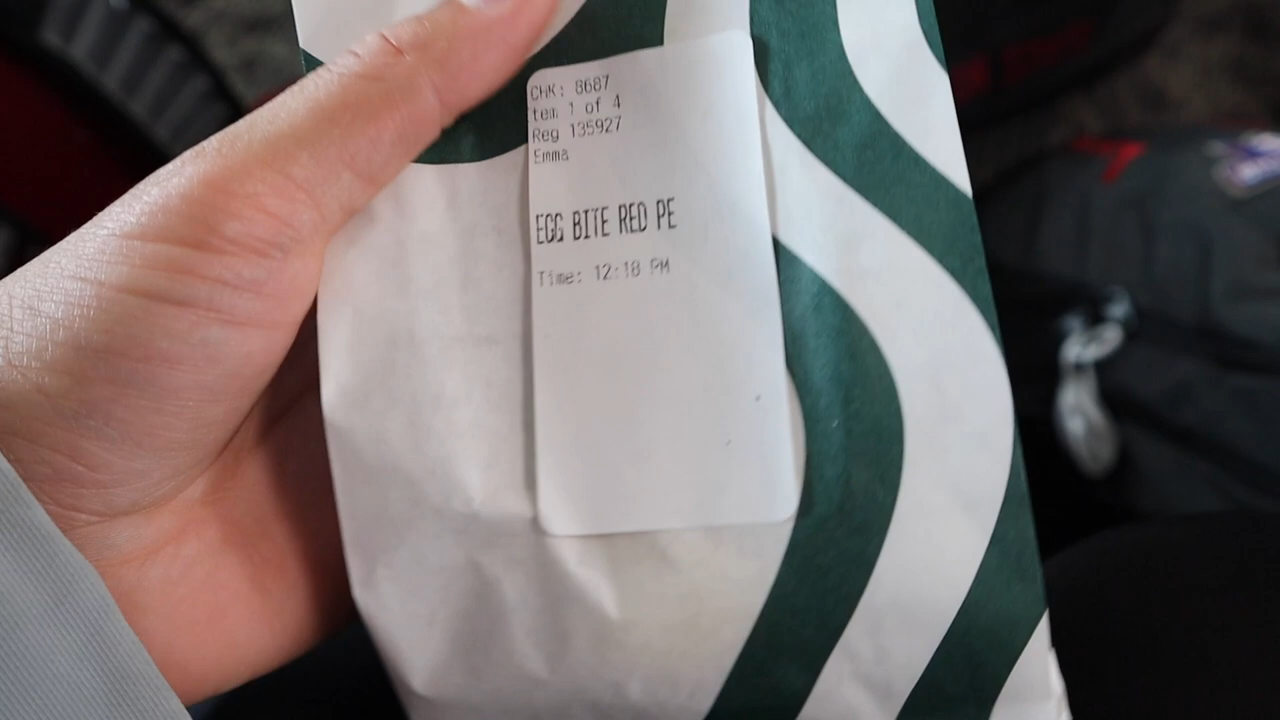 CHK: 8687
tem 1 of 4
Reg 135927
Emma
EGG BITE RED PE
Time: 12:18 PM